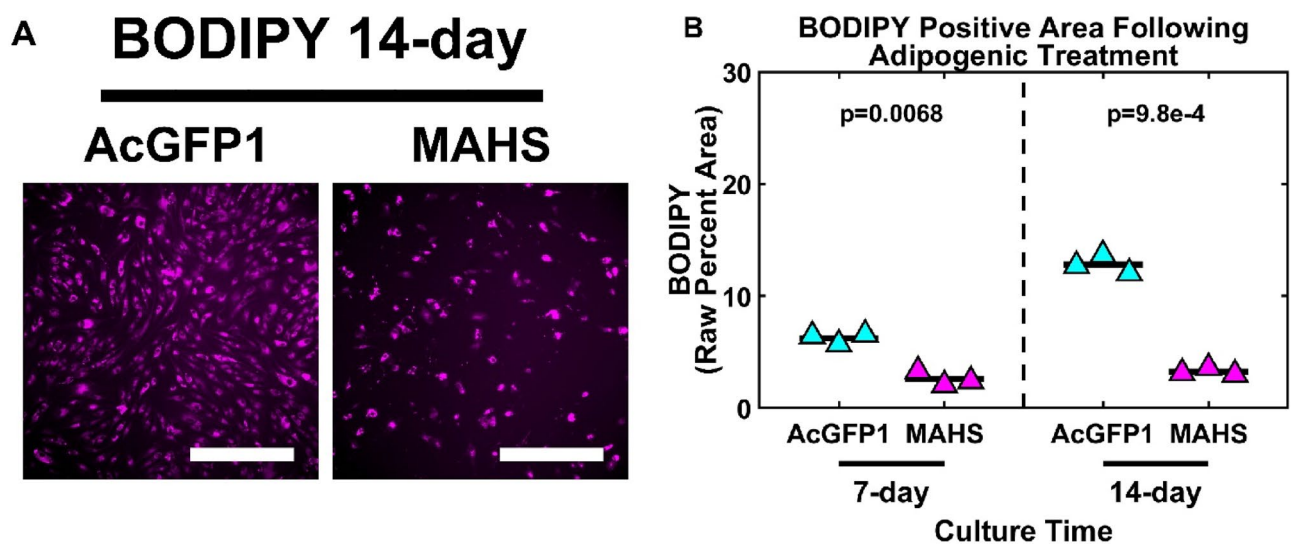 A
BODIPY 14-day
AcGFP1 MAHS
B
BODIPY Positive Area Following
Adipogenic Treatment
BODIPY
(Raw Percent Area)
30
20
10
0
p=0.0068 p=9.8e-4
AcGFP1 MAHS AcGFP1 MAHS
7-day 14-day
Culture Time